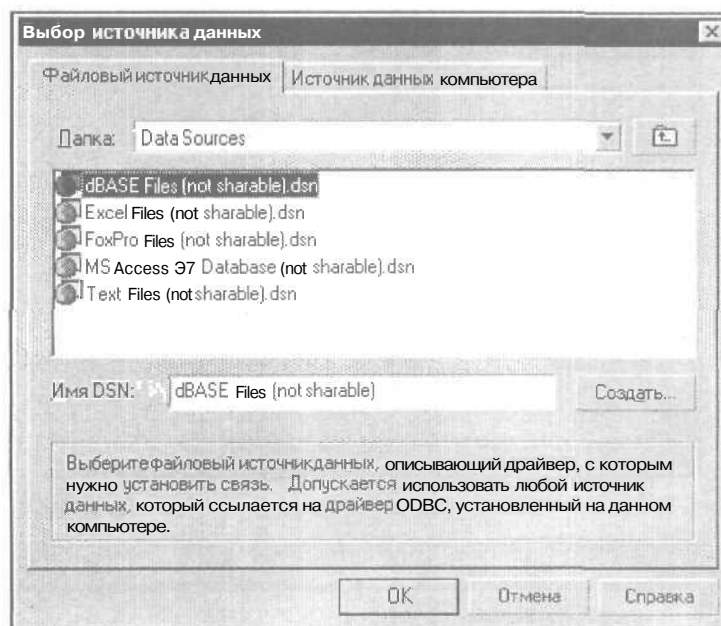 Выбор источника данных
Файловый источник данных
Источник данных компьютера
Папка: Data Sources
dBASE Files (not sharable).dsn
Excel Files (not sharable).dsn
FoxPro Files (not sharable).dsn
MS Access Э7 Database (not sharable).dsn
Text Files (not sharable).dsn
Имя DSN: dBASE Files (not sharable)
Создать...
Выберите файловый источник данных, описывающий драйвер, с которым
нужно установить связь. Допускается использовать любой источник
данных, который ссылается на драйвер ODBC, установленный на данном
компьютере.
OK
Отмена
Справка